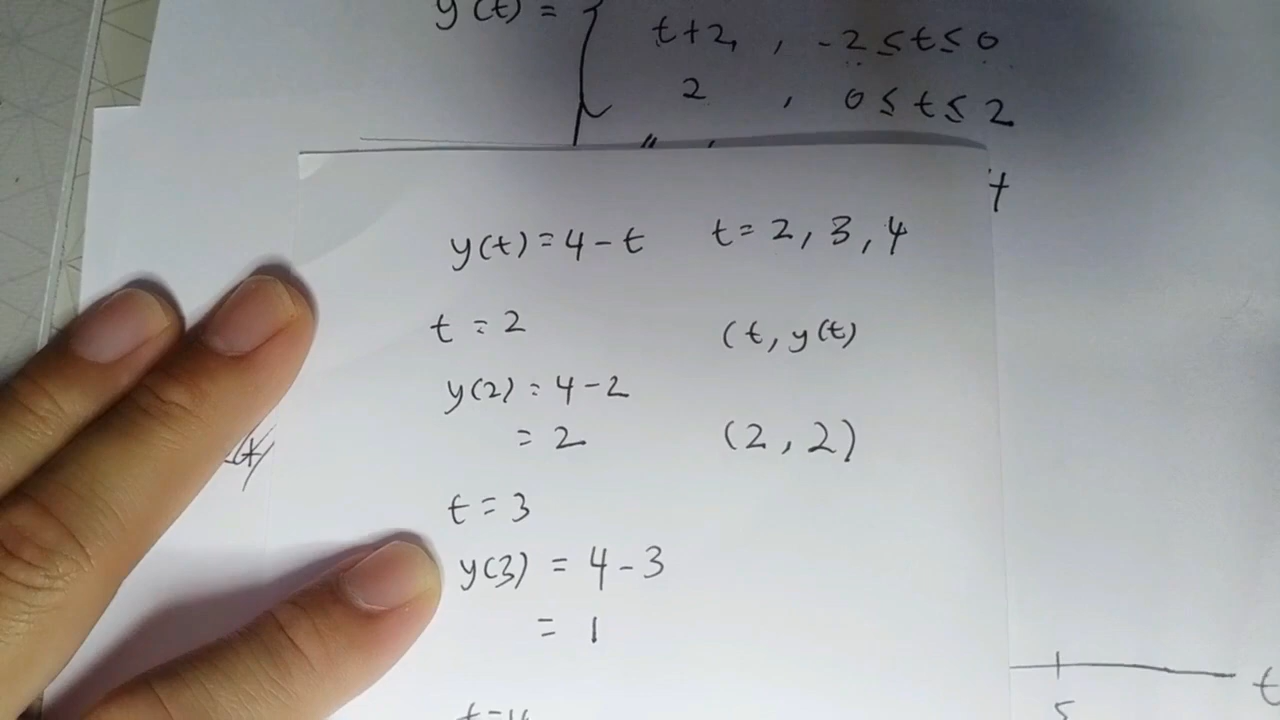 y(t) = {
t+2, , -2 ≤ t ≤ 0
2 , 0 ≤ t ≤ 2
t
y(t) = 4 - t t = 2, 3, 4
t = 2 (t, y(t)
y(2) = 4 - 2
= 2 (2, 2)
t = 3
y(3) = 4 - 3
= 1
t
5